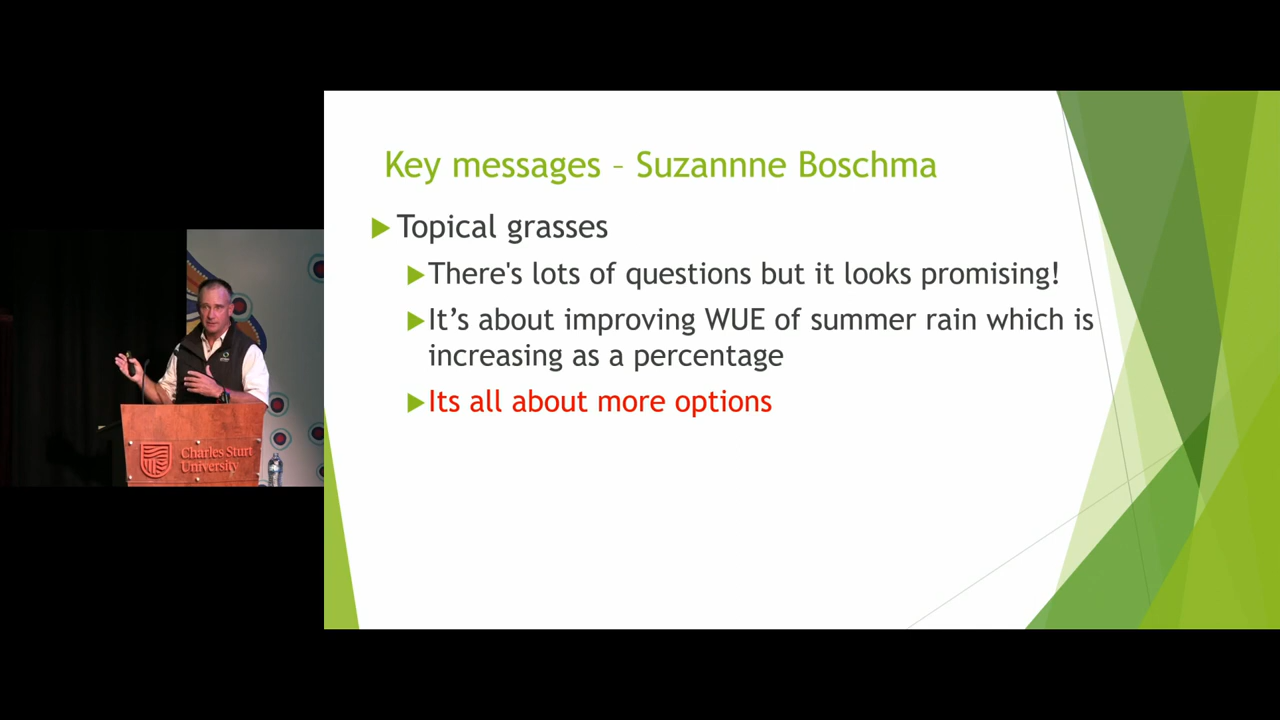 Key messages – Suzannne Boschma
Topical grasses
There's lots of questions but it looks promising!
It’s about improving WUE of summer rain which is
increasing as a percentage
Its all about more options
Charles Sturt
University